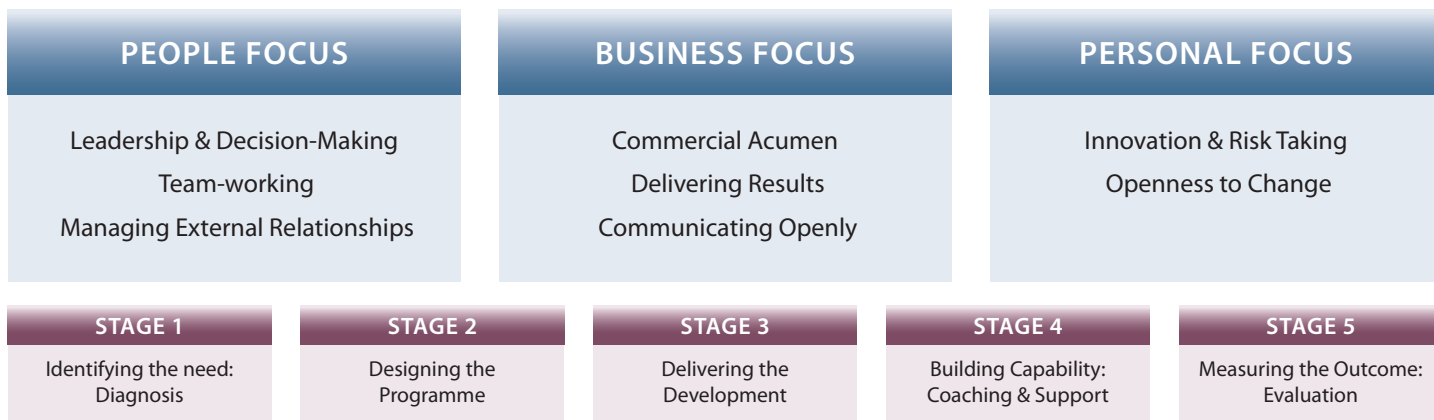 PEOPLE FOCUS
Leadership & Decision-Making
Team-working
Managing External Relationships
BUSINESS FOCUS
Commercial Acumen
Delivering Results
Communicating Openly
PERSONAL FOCUS
Innovation & Risk Taking
Openness to Change
STAGE 1
Identifying the need:
Diagnosis
STAGE 2
Designing the
Programme
STAGE 3
Delivering the
Development
STAGE 4
Building Capability:
Coaching & Support
STAGE 5
Measuring the Outcome:
Evaluation